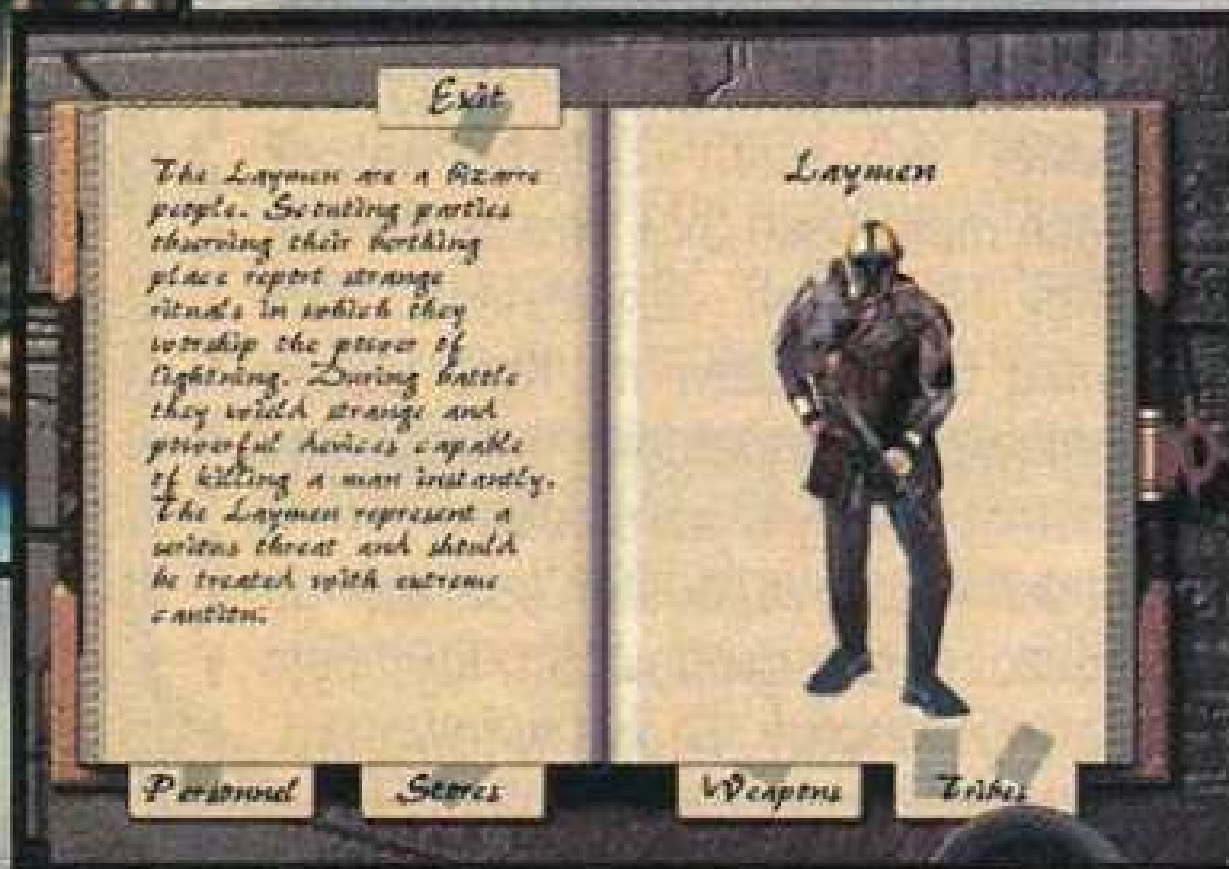 Exit
The Laymen are a bizarre
people. Scouting parties
observing their berthing
place report strange
rituals in which they
worship the power of
lightning. During battle
they wield strange and
powerful devices capable
of killing a man instantly.
The Laymen represent a
serious threat and should
be treated with extreme
caution.
Laymen
Personnel
Stores
Weapons
Tribes